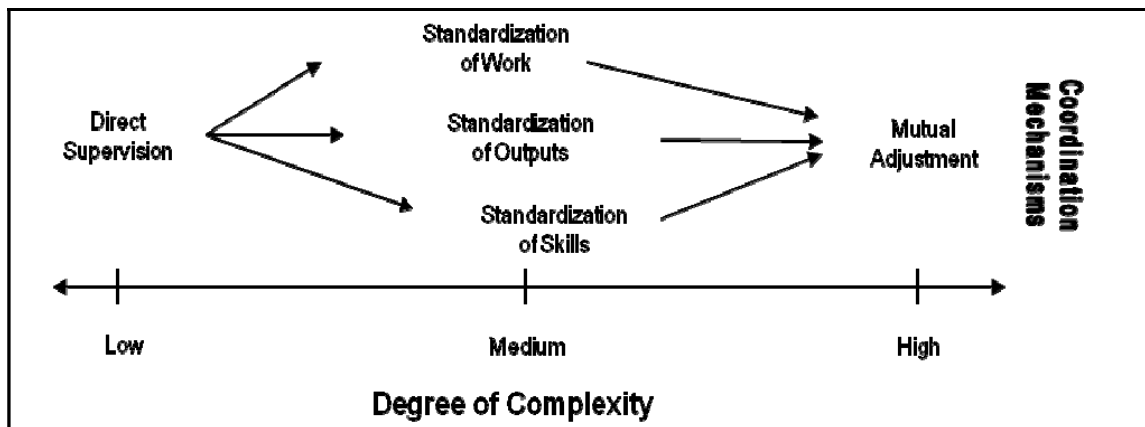 Standardization
of Work
Direct
Supervision
Standardization
of Outputs
Mutual
Adjustment
Standardization
of Skills
Coordination
Mechanisms
Low
Medium
High
Degree of Complexity